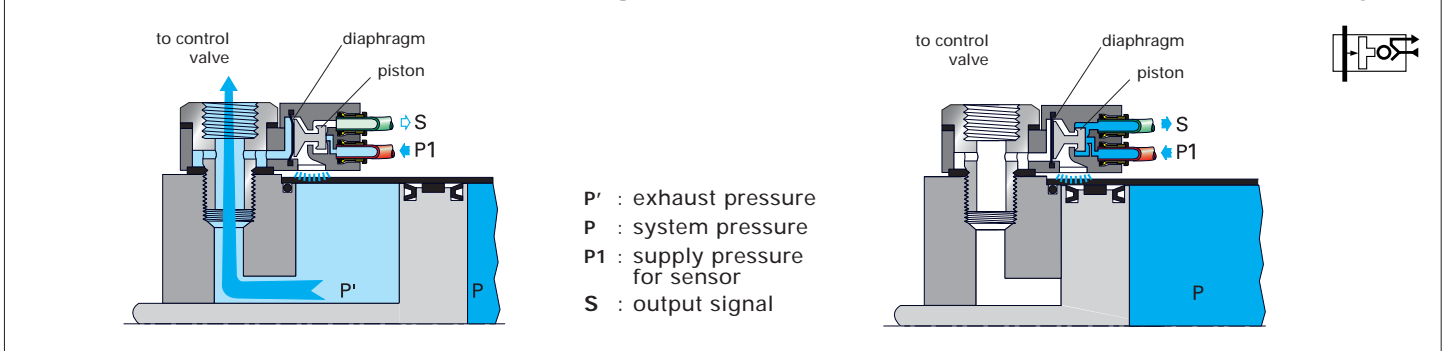 to control
valve
diaphragm
piston
S
P1
P'
P
P' : exhaust pressure
P : system pressure
P1 : supply pressure
for sensor
S : output signal
to control
valve
diaphragm
piston
S
P1
P